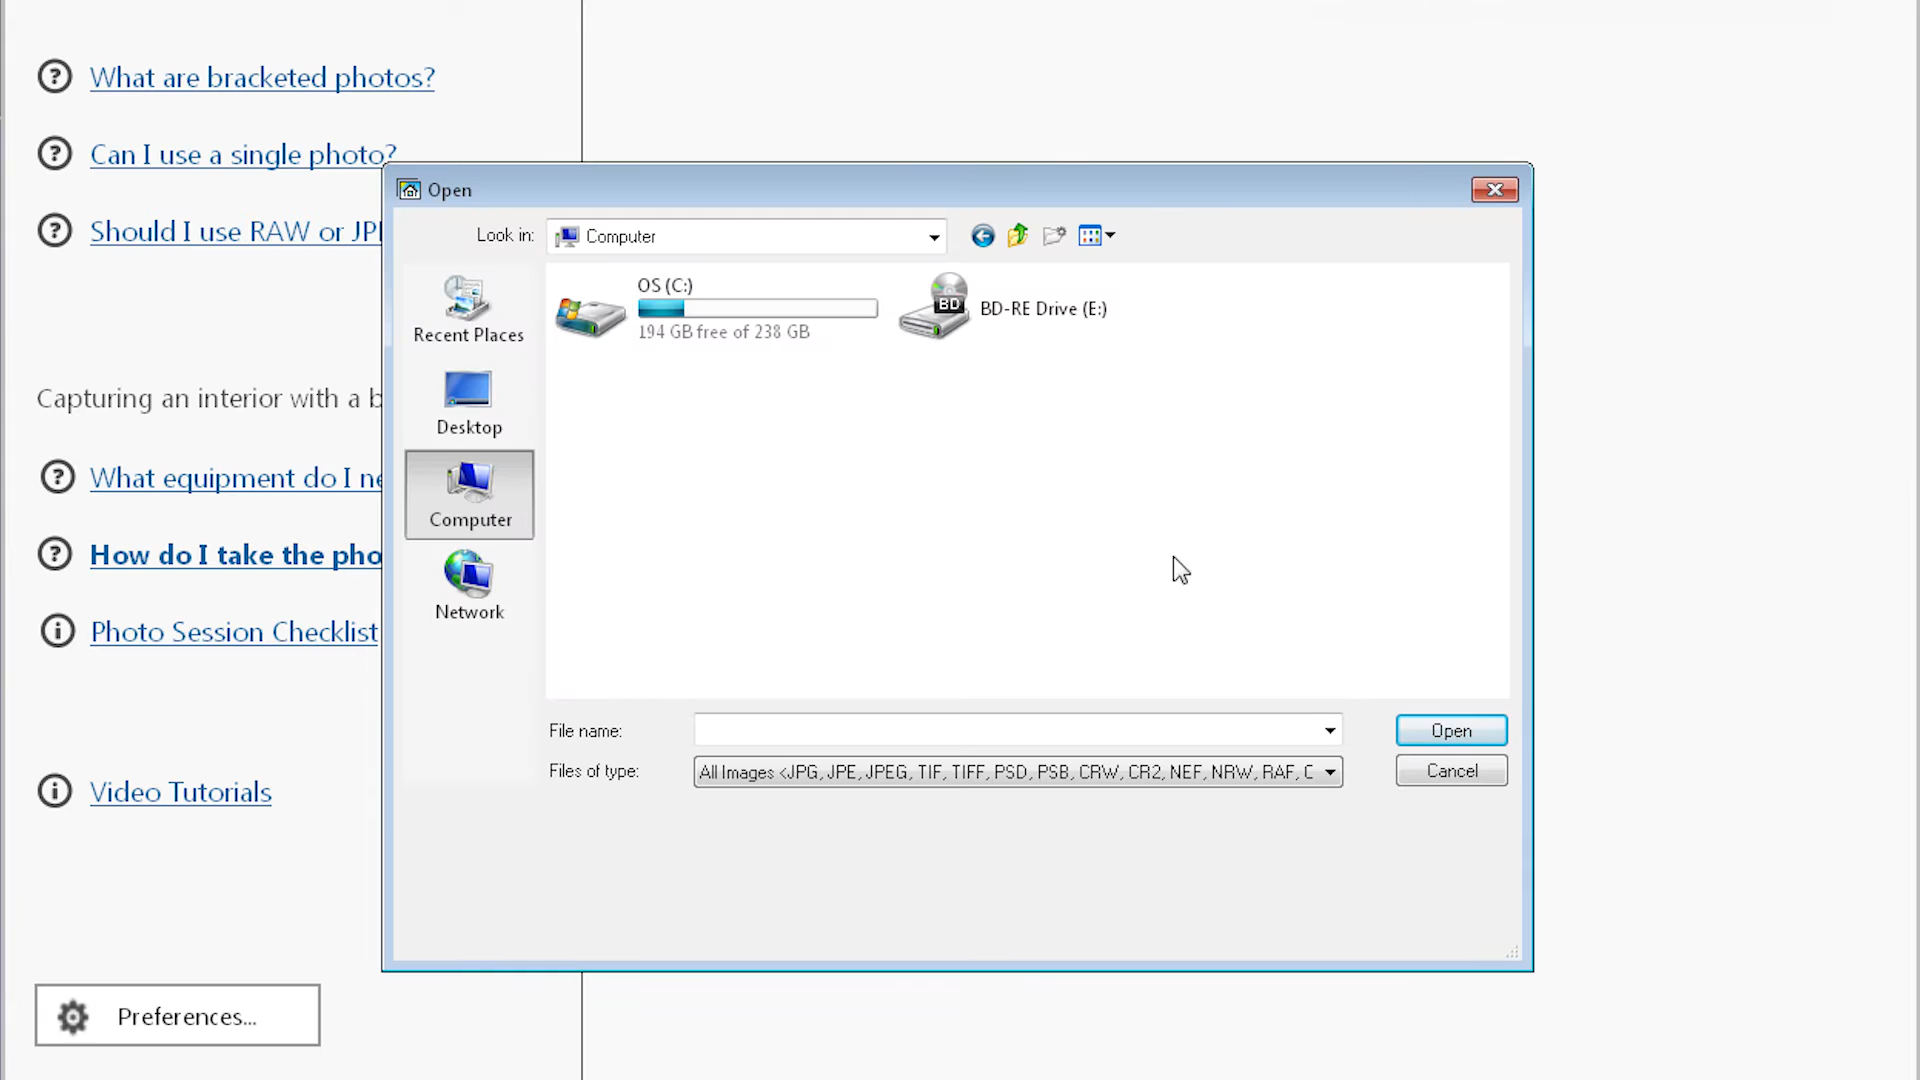 What are bracketed photos?
Can I use a single photo?
Should I use RAW or JP
Capturing an interior with a b
What equipment do I ne
How do I take the pho
Photo Session Checklist
Video Tutorials
Preferences...
Open
Look in:
Computer
Recent Places
Desktop
Computer
Network
OS (C:)
194 GB free of 238 GB
BD
BD-RE Drive (E:)
File name:
Open
Files of type:
All Images <JPG, JPE, JPEG, TIF, TIFF, PSD, PSB, CRW, CR2, NEF, NRW, RAF, C
Cancel